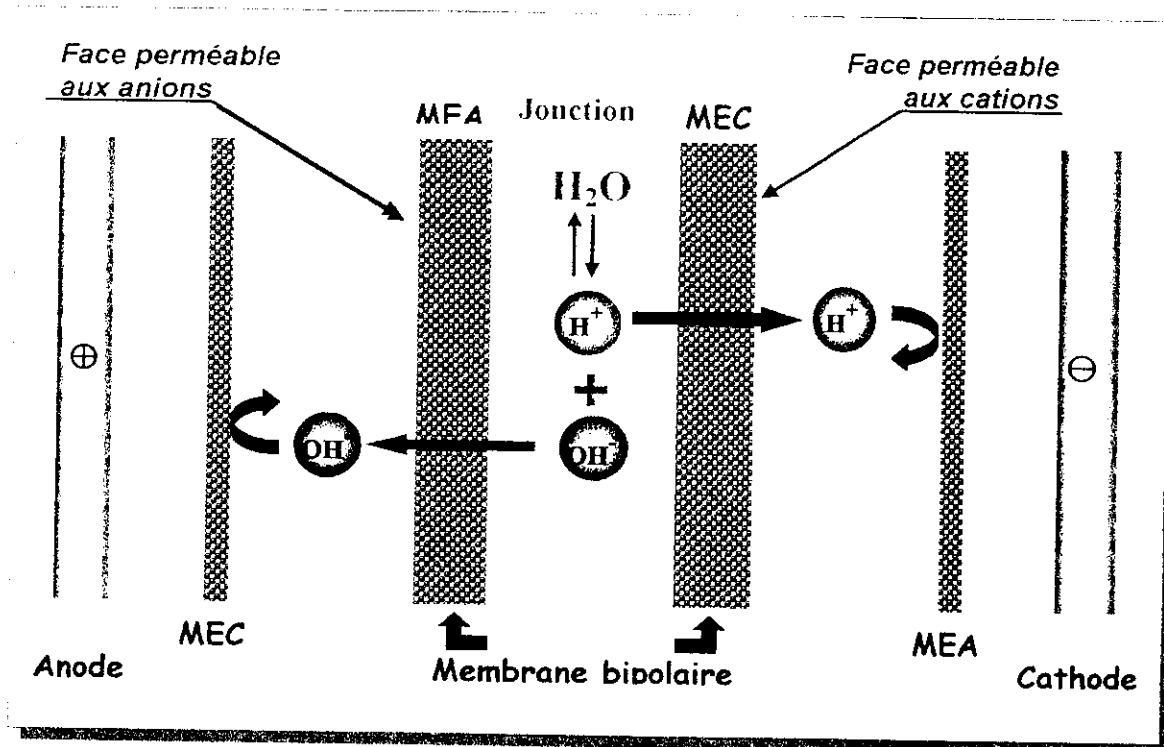 Face perméable
aux anions
Face perméable
aux cations
MEA Jonction MEC
H₂O
H⁺
H⁺
+
OH
OH⁻
MEC
MEA
Anode
Membrane bipolaire
Cathode